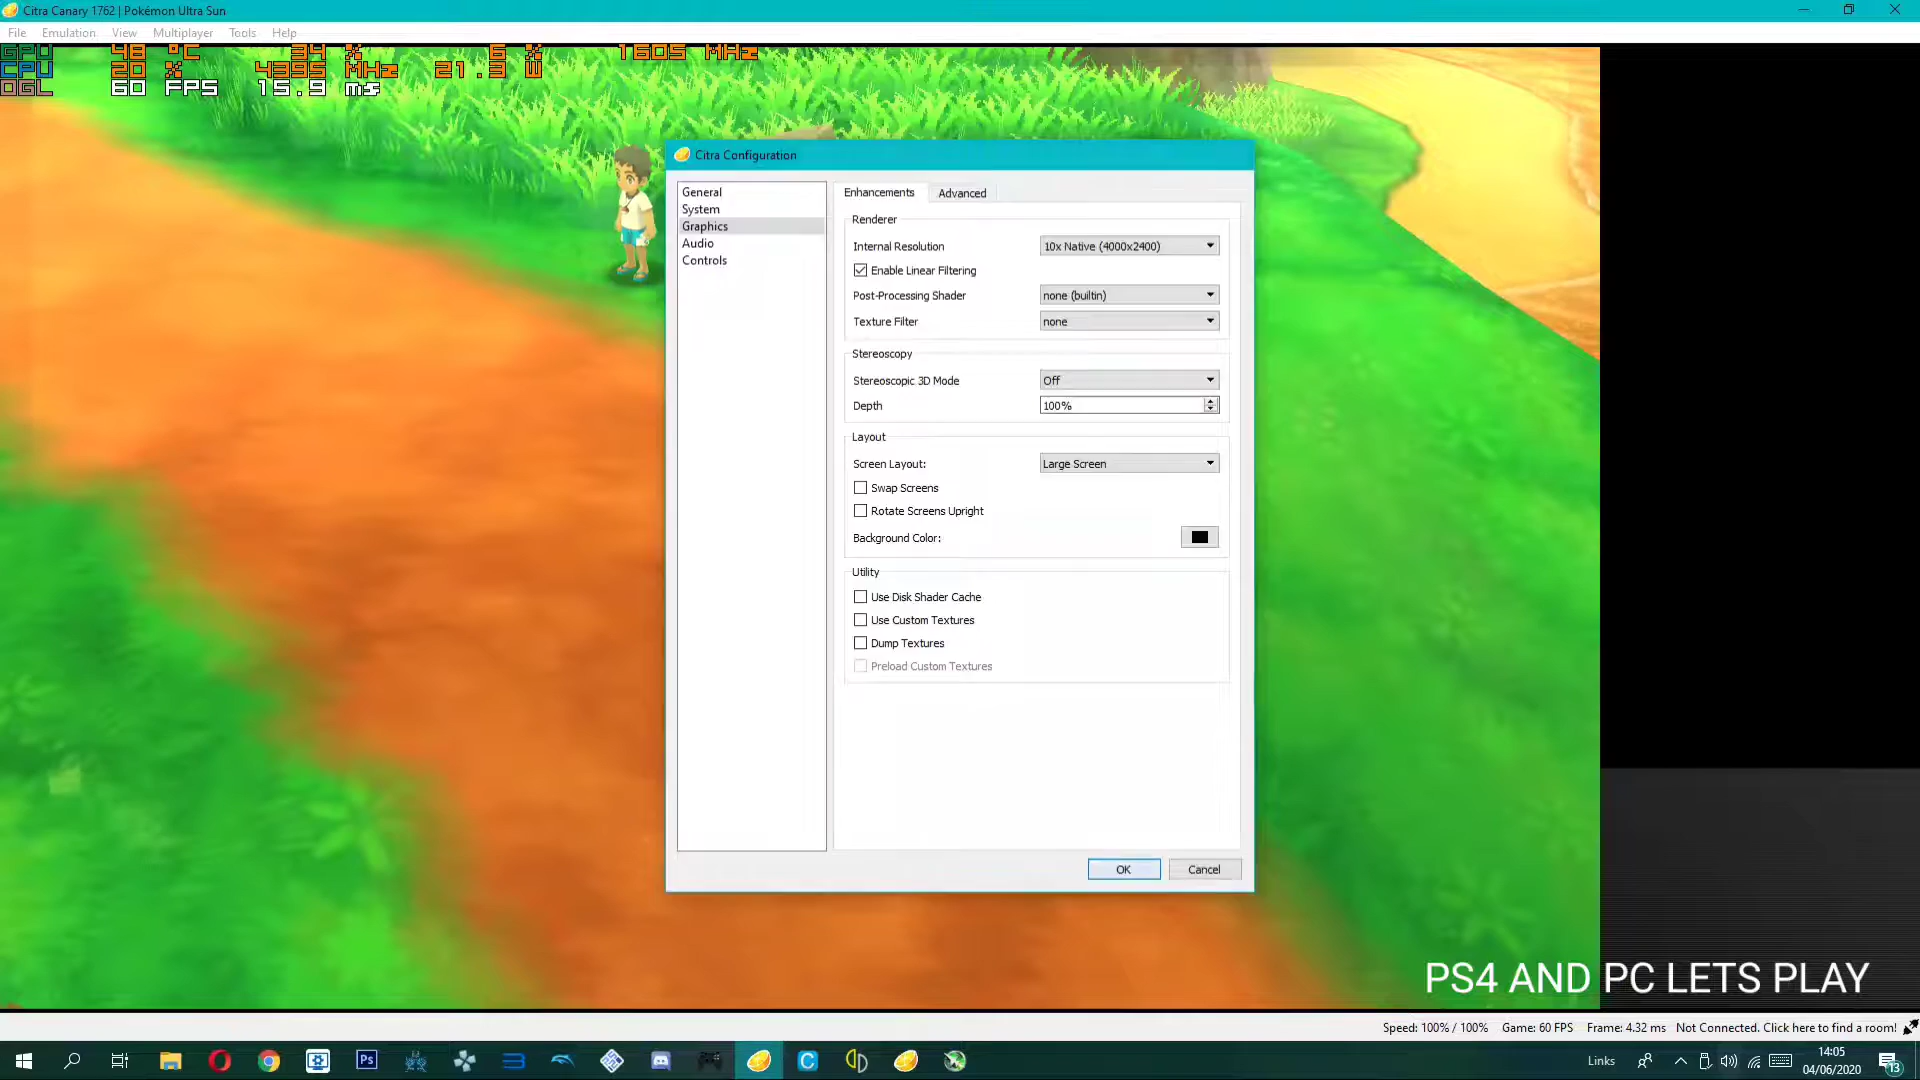 Citra Canary 1762 | Pokémon Ultra Sun
File Emulation View Multiplayer Tools Help
GPU 48 °C 34 % 6 % 1605 MHz
CPU 20 % 4395 MHz 21.3 W
OGL 60 FPS 15.9 ms
Citra Configuration
General
System
Graphics
Audio
Controls
Enhancements Advanced
Renderer
Internal Resolution 10x Native (4000x2400)
Enable Linear Filtering
Post-Processing Shader none (builtin)
Texture Filter none
Stereoscopy
Stereoscopic 3D Mode Off
Depth 100%
Layout
Screen Layout: Large Screen
Swap Screens
Rotate Screens Upright
Background Color:
Utility
Use Disk Shader Cache
Use Custom Textures
Dump Textures
Preload Custom Textures
OK Cancel
PS4 AND PC LETS PLAY
Speed: 100% / 100% Game: 60 FPS Frame: 4.32 ms Not Connected. Click here to find a room!
Ps
Links
14:05
04/06/2020
13